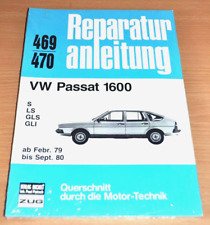 469
470
Reparatur
anleitung
VW Passat 1600
S
LS
GLS
GLI
ab Febr. 79
bis Sept. 80
ZUG
Querschnitt
durch die Motor-Technik